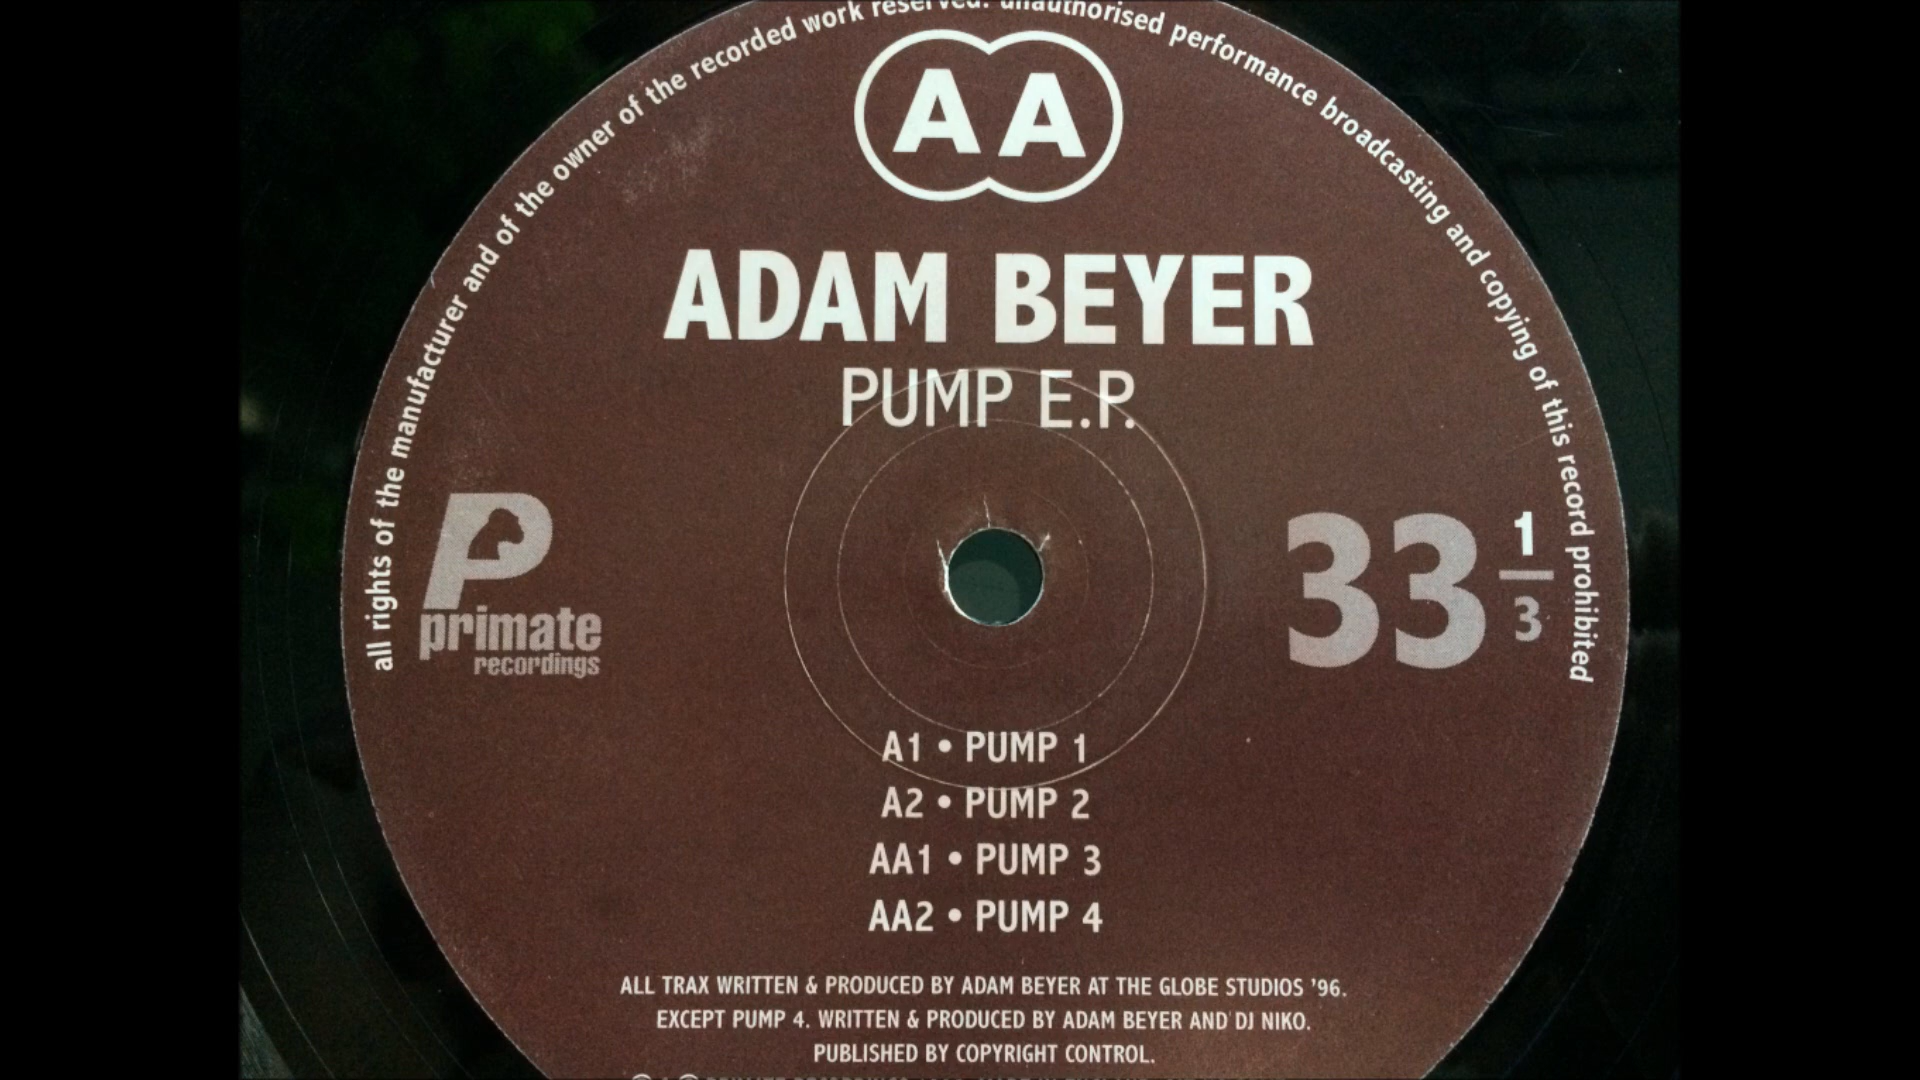 all rights of the manufacturer and of the owner of the recorded work reserved. unauthorised performance broadcasting and copying of this record prohibited
AA
ADAM BEYER
PUMP E.P.
primate
recordings
33 1/3
A1 • PUMP 1
A2 • PUMP 2
AA1 • PUMP 3
AA2 • PUMP 4
ALL TRAX WRITTEN & PRODUCED BY ADAM BEYER AT THE GLOBE STUDIOS '96.
EXCEPT PUMP 4. WRITTEN & PRODUCED BY ADAM BEYER AND DJ NIKO.
PUBLISHED BY COPYRIGHT CONTROL.